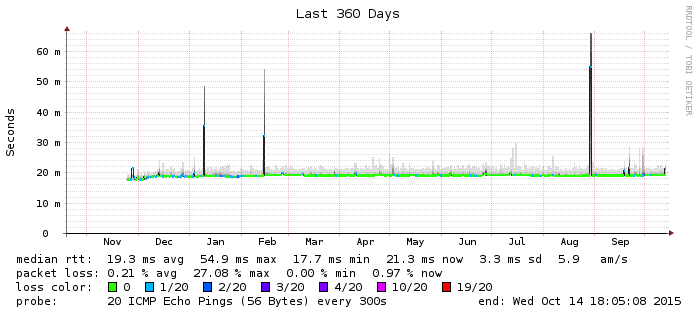 Last 360 Days
RRDTOOL / TOBI OETIKER
Seconds
60 m
50 m
40 m
30 m
20 m
10 m
0
Nov Dec Jan Feb Mar Apr May Jun Jul Aug Sep
median rtt: 19.3 ms avg 54.9 ms max 17.7 ms min 21.3 ms now 3.3 ms sd 5.9 am/s
packet loss: 0.21 % avg 27.08 % max 0.00 % min 0.97 % now
loss color: 0 1/20 2/20 3/20 4/20 10/20 19/20
probe: 20 ICMP Echo Pings (56 Bytes) every 300s end: Wed Oct 14 18:05:08 2015